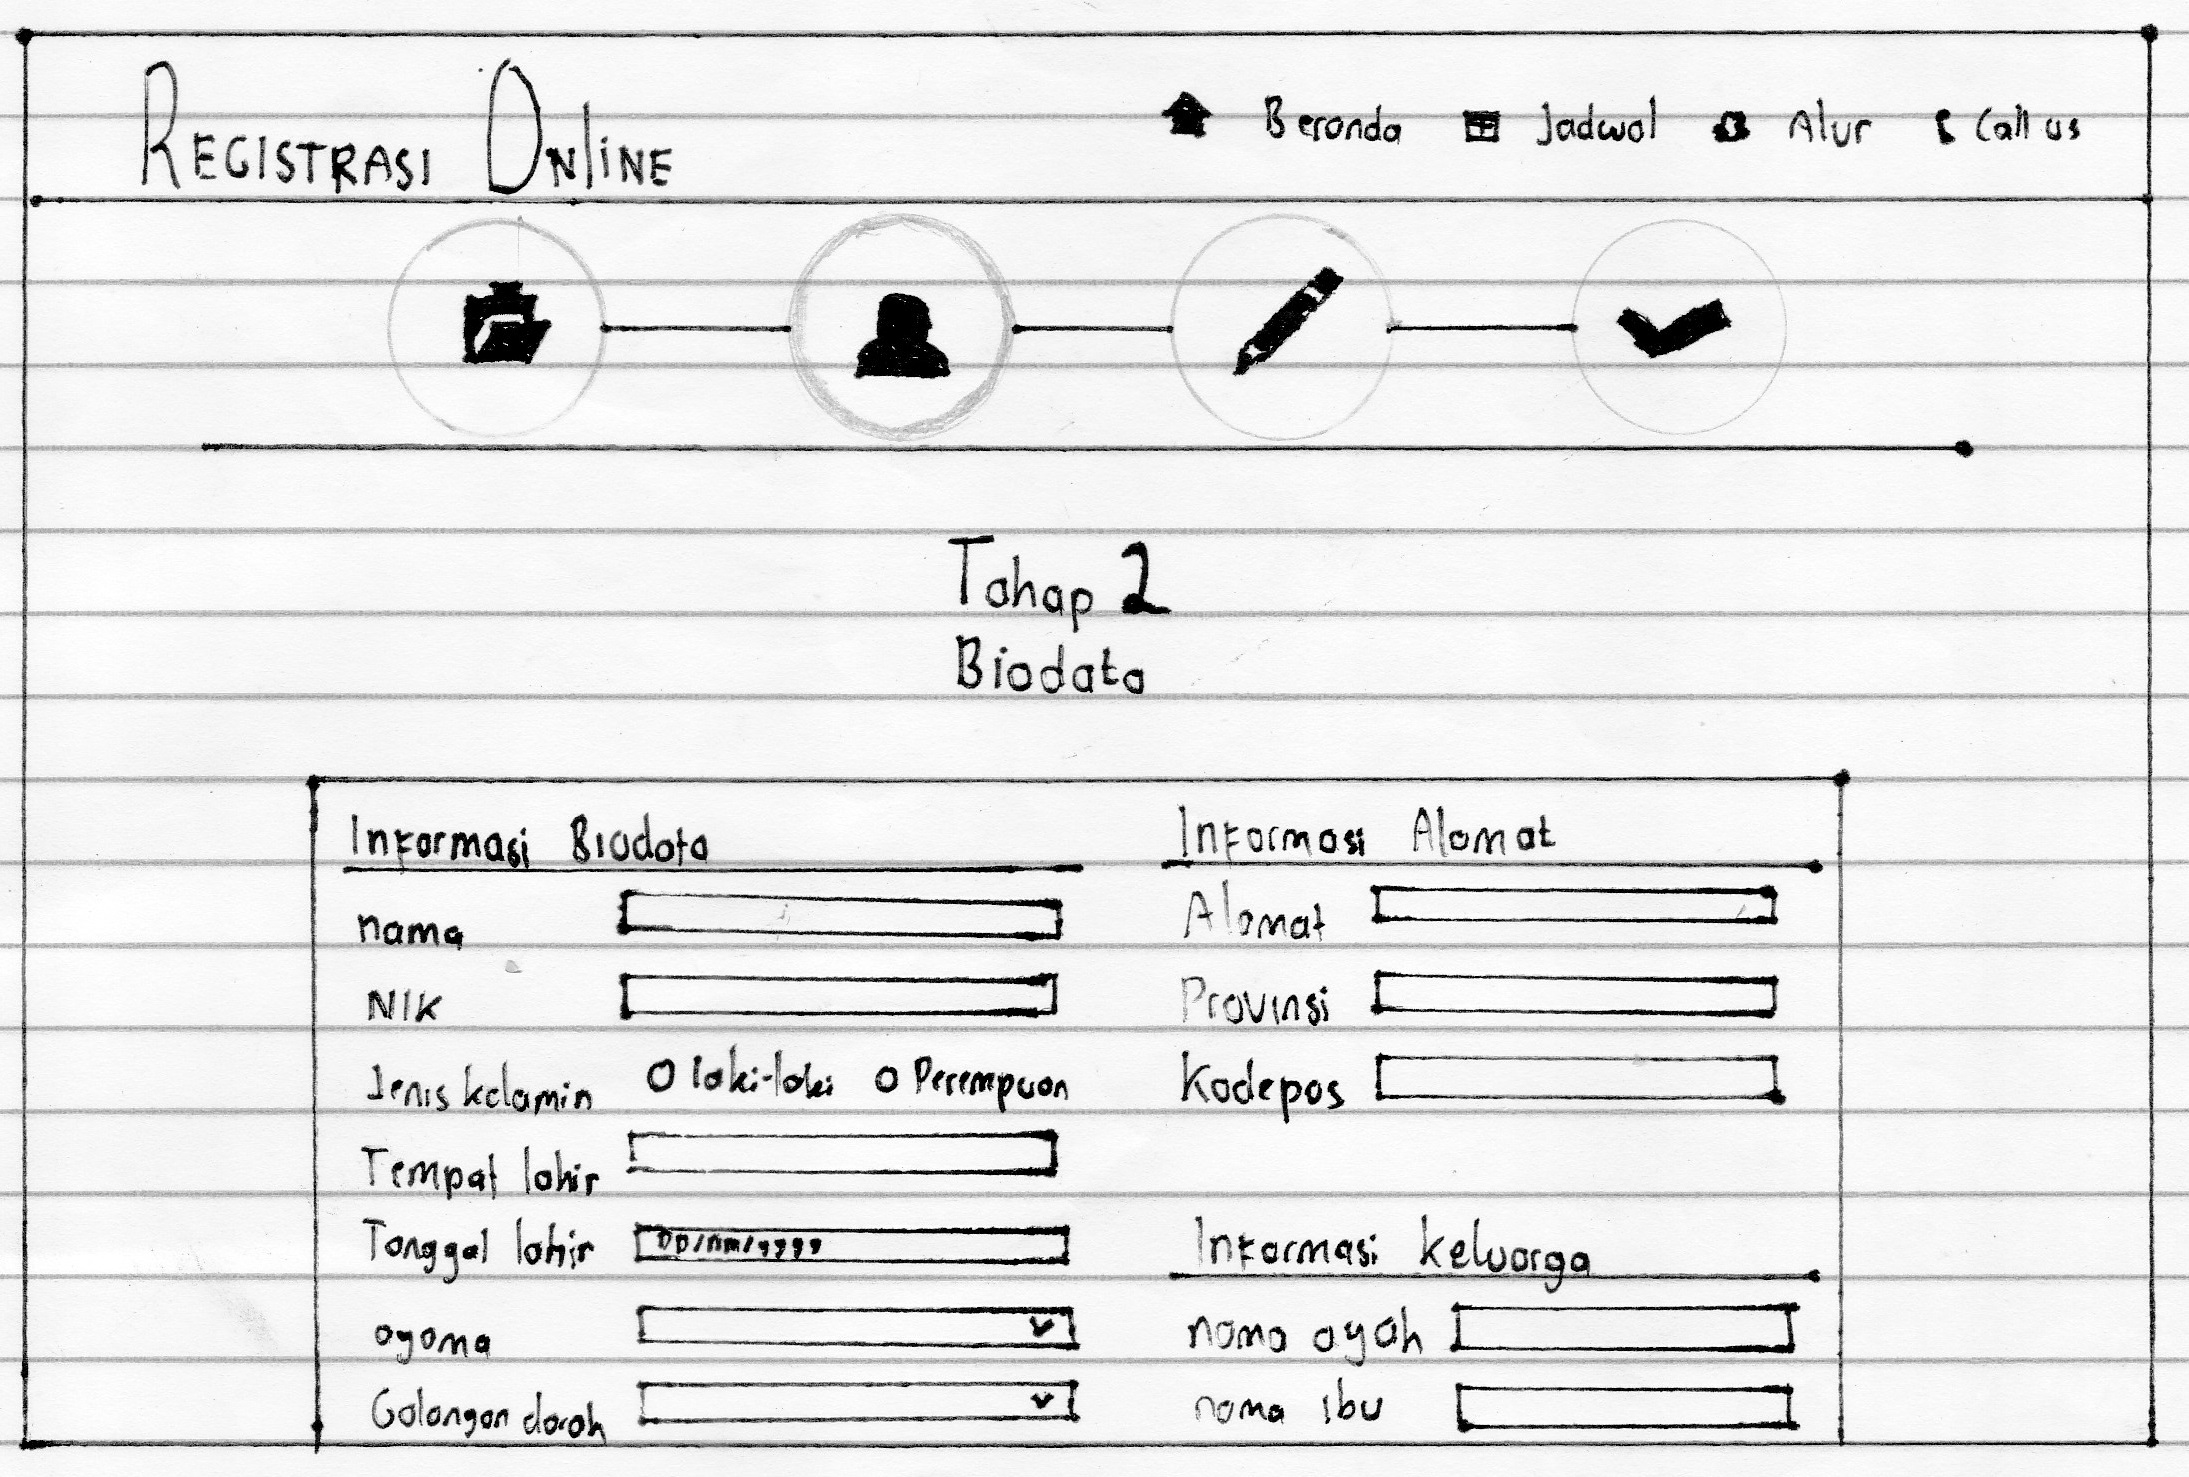 REGISTRASI ONLINE
Beranda Jadwal Alur Call us
Tahap 2
Biodata
Informasi Biodata
nama
NIK
Jenis kelamin laki-laki Perempuan
Tempat lahir
Tanggal lahir DD/mm/yyyy
agama
Golongan darah
Informasi Alamat
Alamat
Provinsi
Kodepos
Informasi keluarga
nama ayah
nama ibu